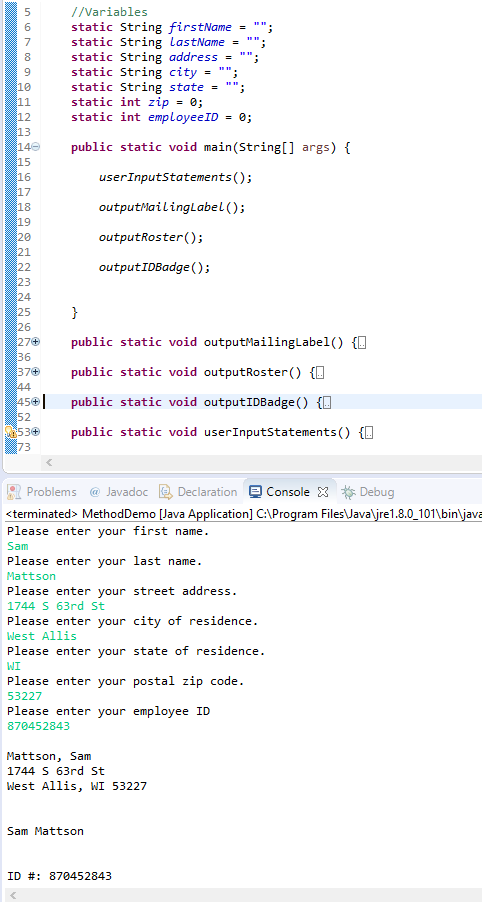 5 //Variables
6 static String firstName = "";
7 static String lastName = "";
8 static String address = "";
9 static String city = "";
10 static String state = "";
11 static int zip = 0;
12 static int employeeID = 0;
13
14 public static void main(String[] args) {
15
16 userInputStatements();
17
18 outputMailingLabel();
19
20 outputRoster();
21
22 outputIDBadge();
23
24
25 }
26
27 public static void outputMailingLabel() {
36
37 public static void outputRoster() {
44
45 public static void outputIDBadge() {
52
53 public static void userInputStatements() {
73
Problems @ Javadoc Declaration Console Debug
<terminated> MethodDemo [Java Application] C:\Program Files\Java\jre1.8.0_101\bin\java
Please enter your first name.
Sam
Please enter your last name.
Mattson
Please enter your street address.
1744 S 63rd St
Please enter your city of residence.
West Allis
Please enter your state of residence.
WI
Please enter your postal zip code.
53227
Please enter your employee ID
870452843
Mattson, Sam
1744 S 63rd St
West Allis, WI 53227
Sam Mattson
ID #: 870452843